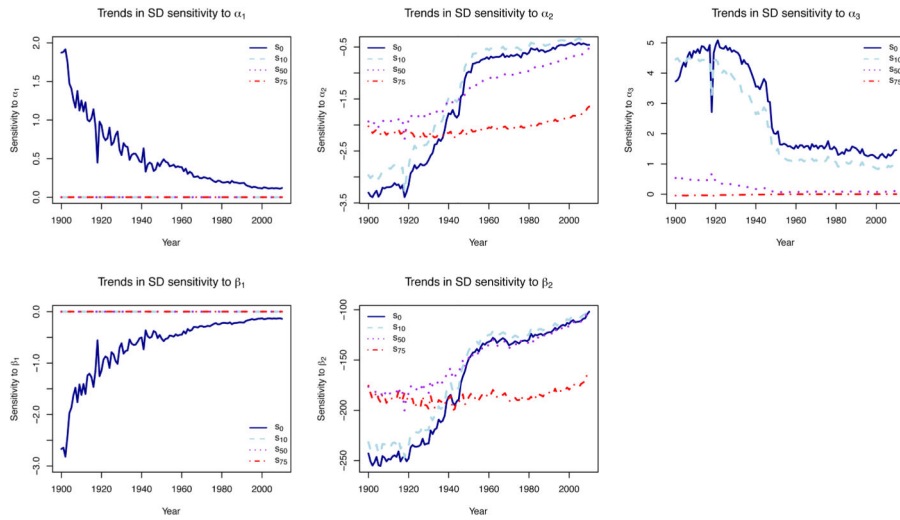 Trends in SD sensitivity to α1
Sensitivity to α1
2.0
1.5
1.0
0.5
0.0
s0
s10
s50
s75
1900 1920 1940 1960 1980 2000
Year
Trends in SD sensitivity to α2
Sensitivity to α2
−0.5
−1.5
−2.5
−3.5
s0
s10
s50
s75
1900 1920 1940 1960 1980 2000
Year
Trends in SD sensitivity to α3
Sensitivity to α3
5
4
3
2
1
0
s0
s10
s50
s75
1900 1920 1940 1960 1980 2000
Year
Trends in SD sensitivity to β1
Sensitivity to β1
0.0
−1.0
−2.0
−3.0
s0
s10
s50
s75
1900 1920 1940 1960 1980 2000
Year
Trends in SD sensitivity to β2
Sensitivity to β2
−100
−150
−200
−250
s0
s10
s50
s75
1900 1920 1940 1960 1980 2000
Year